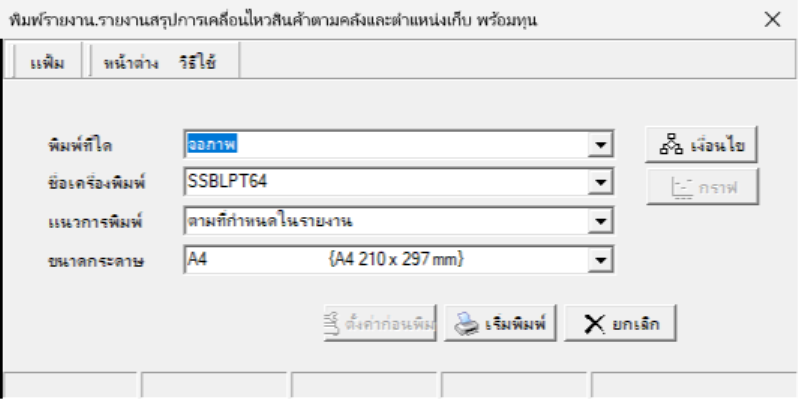 พิมพ์รายงาน.รายงานสรุปการเคลื่อนไหวสินค้าตามคลังและตำแหน่งเก็บ พร้อมทุน
แฟ้ม หน้าต่าง วิธีใช้
พิมพ์ที่ใด จอภาพ เงื่อนไข
ชื่อเครื่องพิมพ์ SSBLPT64 กราฟ
แนวการพิมพ์ ตามที่กำหนดในรายงาน
ขนาดกระดาษ A4 {A4 210 x 297 mm}
ตั้งค่าก่อนพิม เริ่มพิมพ์ ยกเลิก